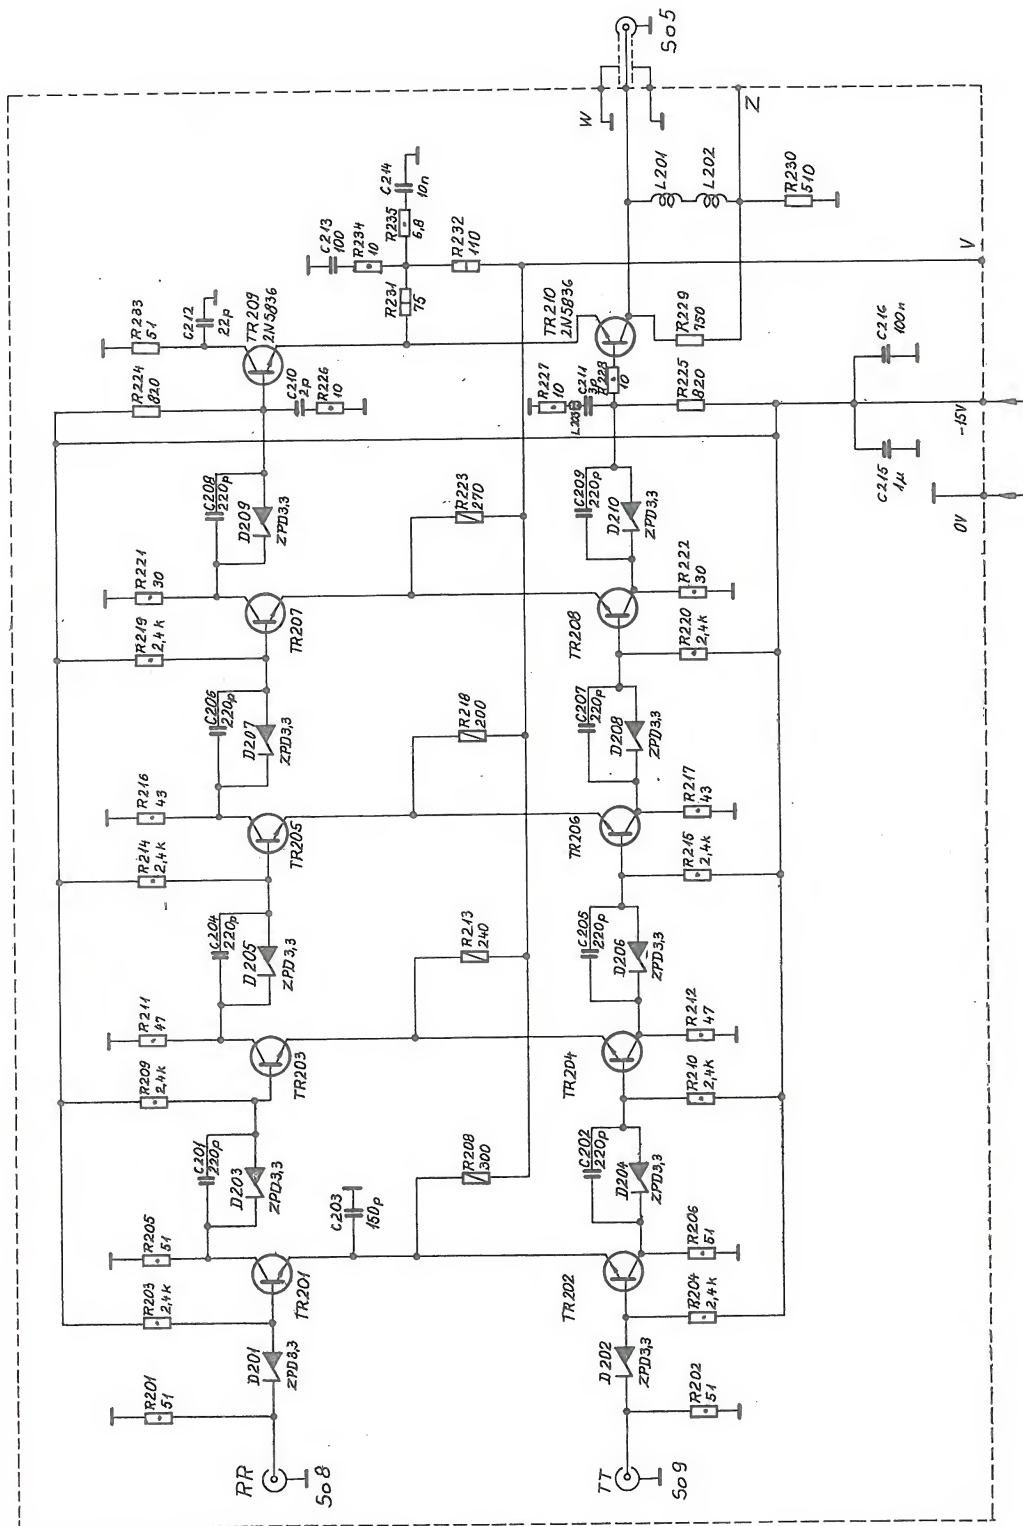 So5
W
Z
L201
L202
R230
510
V
C214
10n
R235
6,8
C213
100
R234
10
R232
110
R231
75
R233
51
C212
22p
TR209
2N5836
TR210
2N5836
R229
750
C216
100n
R224
820
C210
2p
R226
10
R227
10
C211
3p
L203
R228
10
R225
820
-15V
C215
1µ
0V
C208
220p
D209
ZPD3,3
R223
270
C209
220p
D210
ZPD3,3
R221
30
R219
2,4k
TR207
TR208
R222
30
R220
2,4k
C206
220p
D207
ZPD3,3
R218
200
C207
220p
D208
ZPD3,3
R216
43
R214
2,4k
TR205
TR206
R217
43
R215
2,4k
C204
220p
D205
ZPD3,3
R213
240
C205
220p
D206
ZPD3,3
R211
47
R209
2,4k
TR203
TR204
R212
47
R210
2,4k
C201
220p
D203
ZPD3,3
R208
300
C202
220p
D204
ZPD3,3
C203
150p
R205
51
R203
2,4k
TR201
TR202
R206
51
R204
2,4k
D201
ZPD3,3
D202
ZPD3,3
R201
51
R202
51
RR
So8
TT
So9